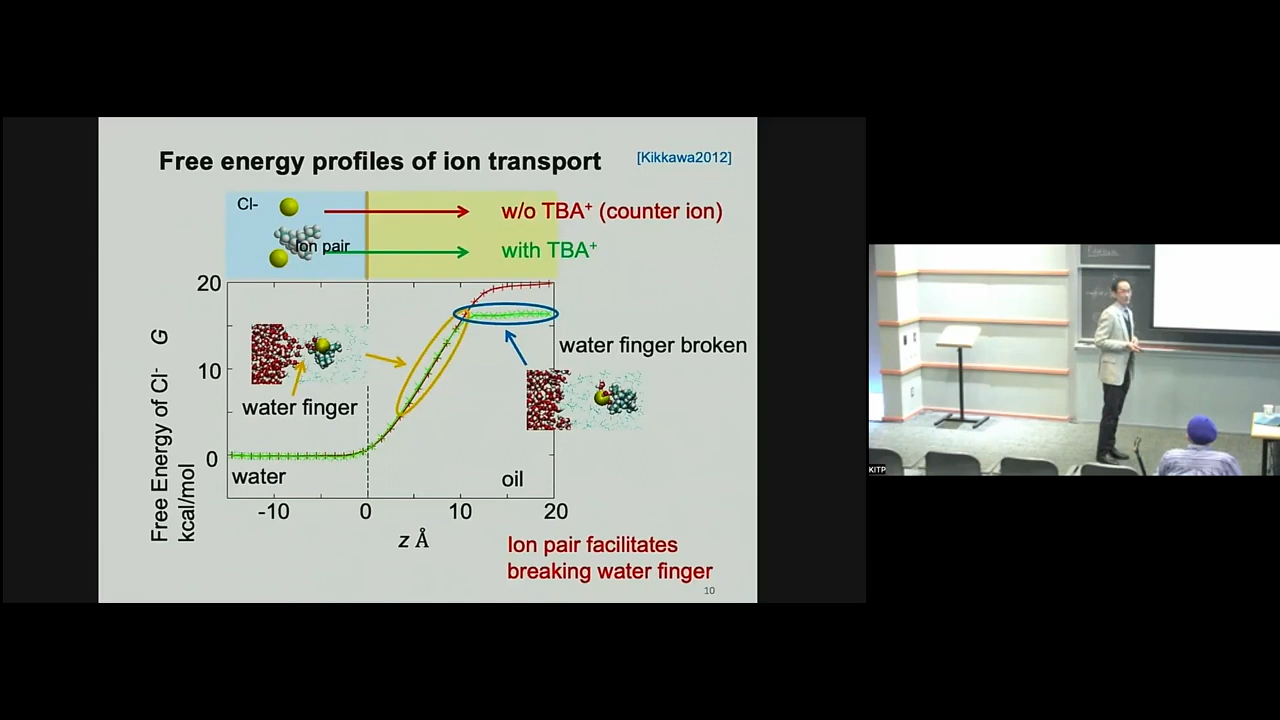 Free energy profiles of ion transport
[Kikkawa2012]
Cl-
w/o TBA⁺ (counter ion)
Ion pair
with TBA⁺
20
10
0
Free Energy of Cl- G
kcal/mol
water finger
water finger broken
water
oil
-10
0
10
20
z Å
Ion pair facilitates
breaking water finger
10
KITP